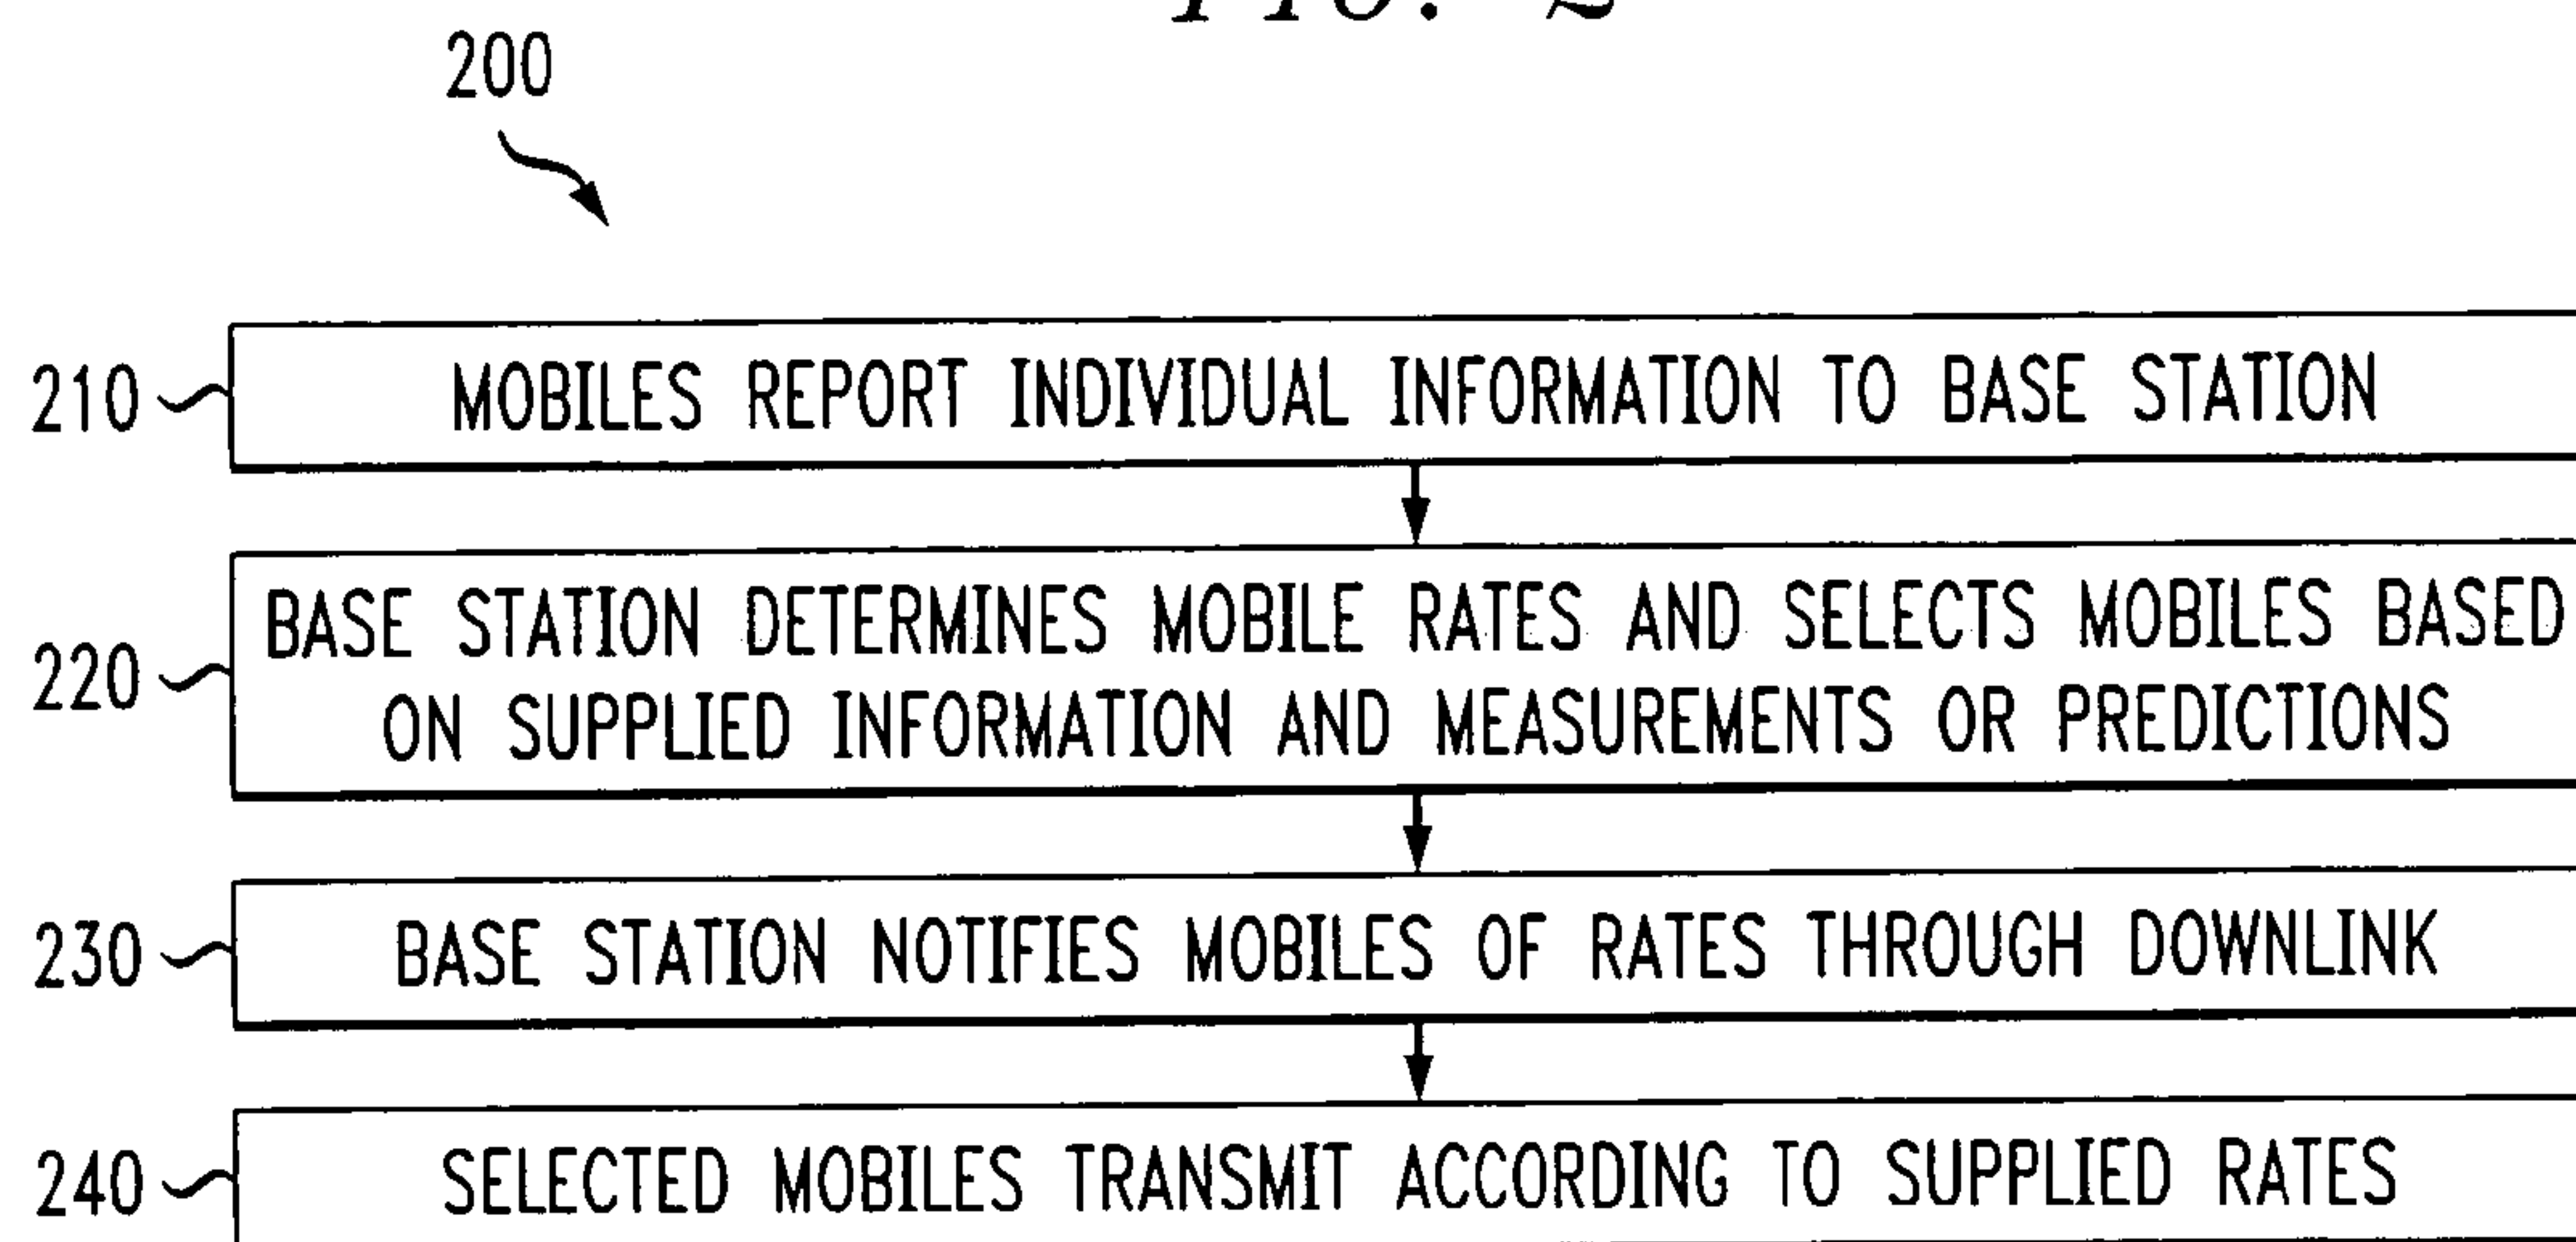 FIG. 2
200
210 MOBILES REPORT INDIVIDUAL INFORMATION TO BASE STATION
220 BASE STATION DETERMINES MOBILE RATES AND SELECTS MOBILES BASED
ON SUPPLIED INFORMATION AND MEASUREMENTS OR PREDICTIONS
230 BASE STATION NOTIFIES MOBILES OF RATES THROUGH DOWNLINK
240 SELECTED MOBILES TRANSMIT ACCORDING TO SUPPLIED RATES